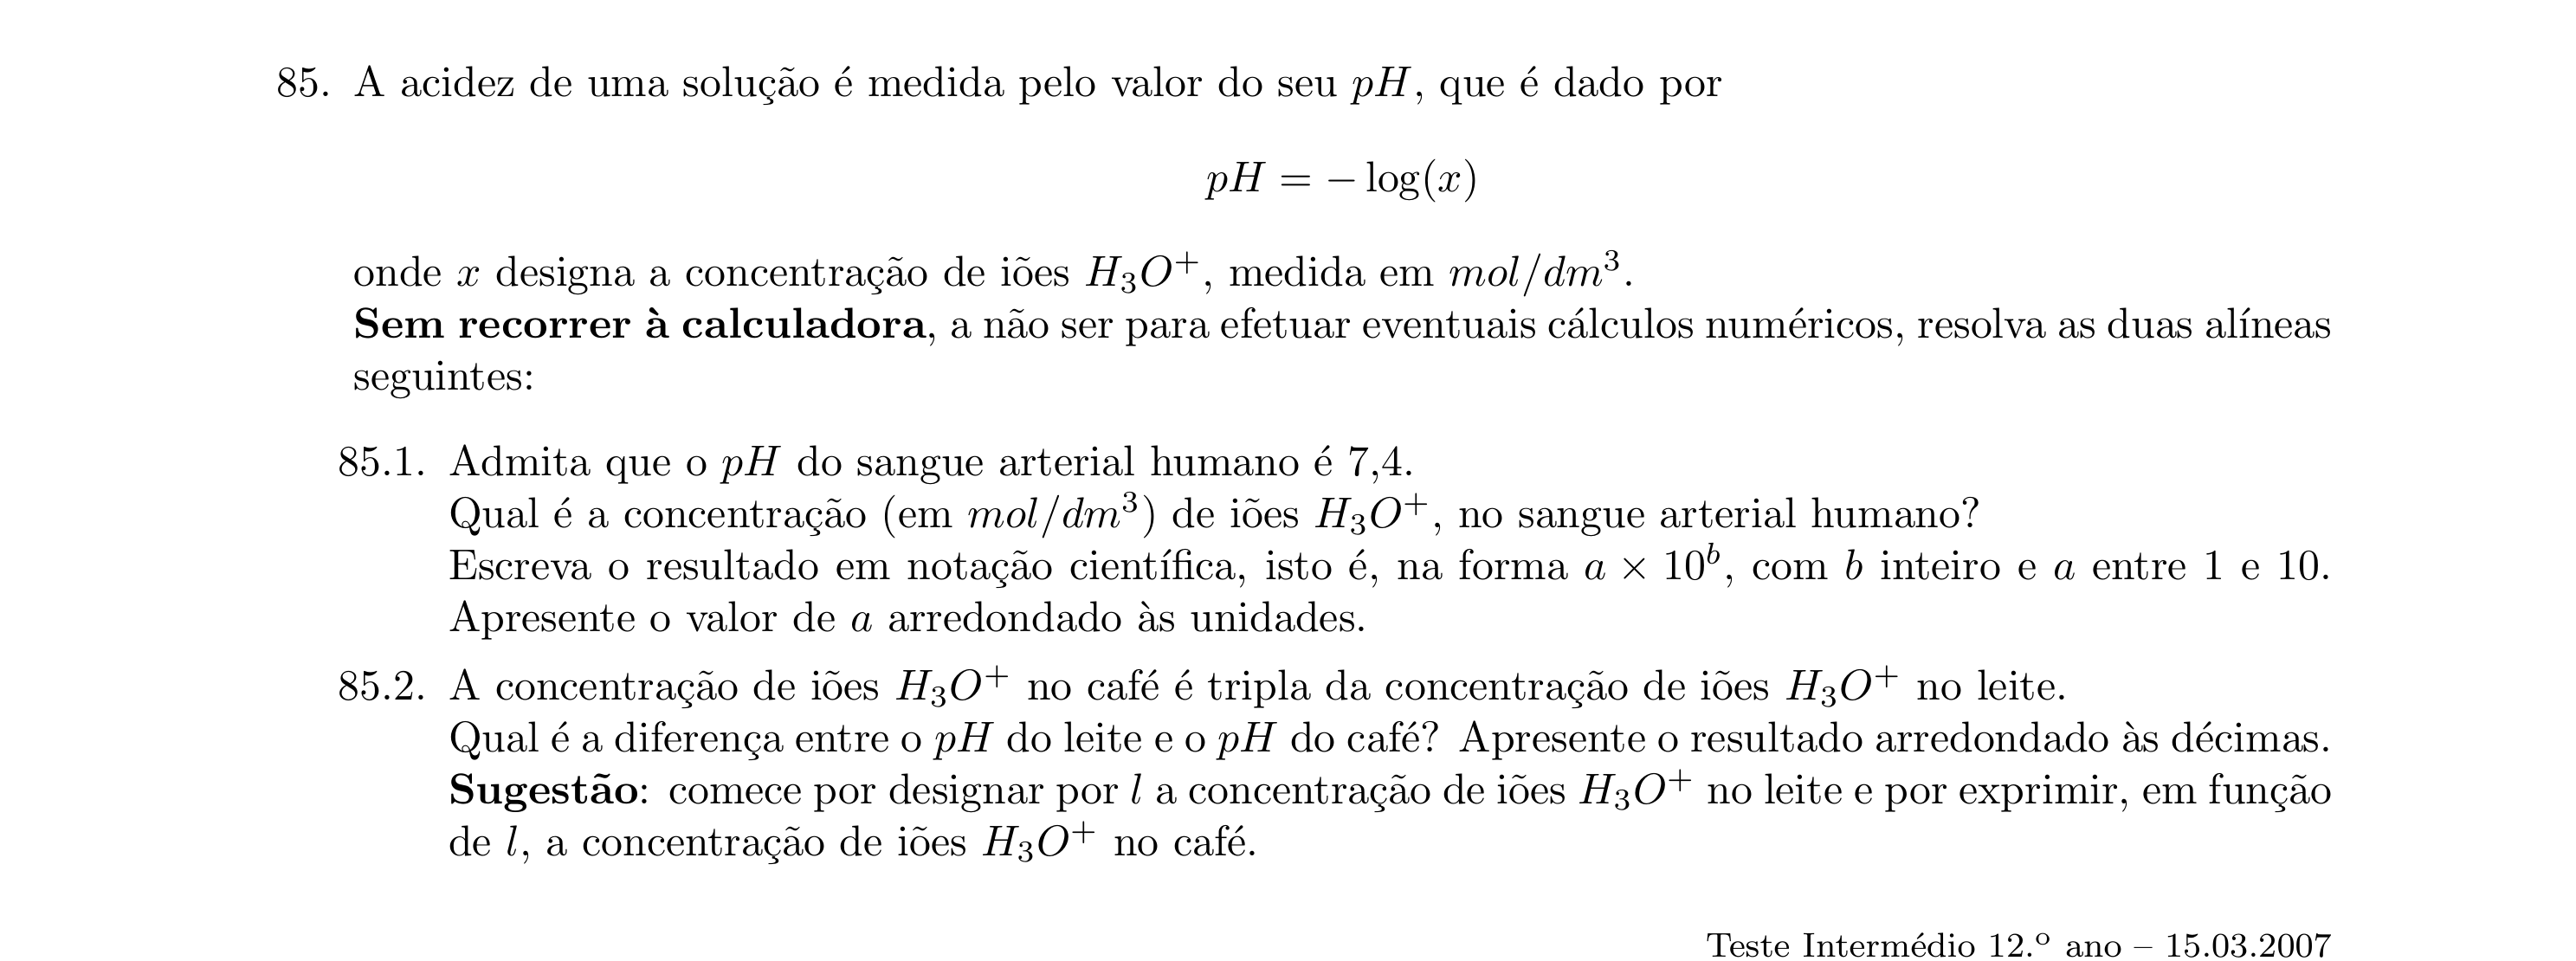 85. A acidez de uma solução é medida pelo valor do seu pH, que é dado por
pH = − log(x)
onde x designa a concentração de iões H₃O⁺, medida em mol/dm³.
Sem recorrer à calculadora, a não ser para efetuar eventuais cálculos numéricos, resolva as duas alíneas
seguintes:
85.1. Admita que o pH do sangue arterial humano é 7,4.
Qual é a concentração (em mol/dm³) de iões H₃O⁺, no sangue arterial humano?
Escreva o resultado em notação científica, isto é, na forma a × 10ᵇ, com b inteiro e a entre 1 e 10.
Apresente o valor de a arredondado às unidades.
85.2. A concentração de iões H₃O⁺ no café é tripla da concentração de iões H₃O⁺ no leite.
Qual é a diferença entre o pH do leite e o pH do café? Apresente o resultado arredondado às décimas.
Sugestão: comece por designar por l a concentração de iões H₃O⁺ no leite e por exprimir, em função
de l, a concentração de iões H₃O⁺ no café.
Teste Intermédio 12.º ano – 15.03.2007